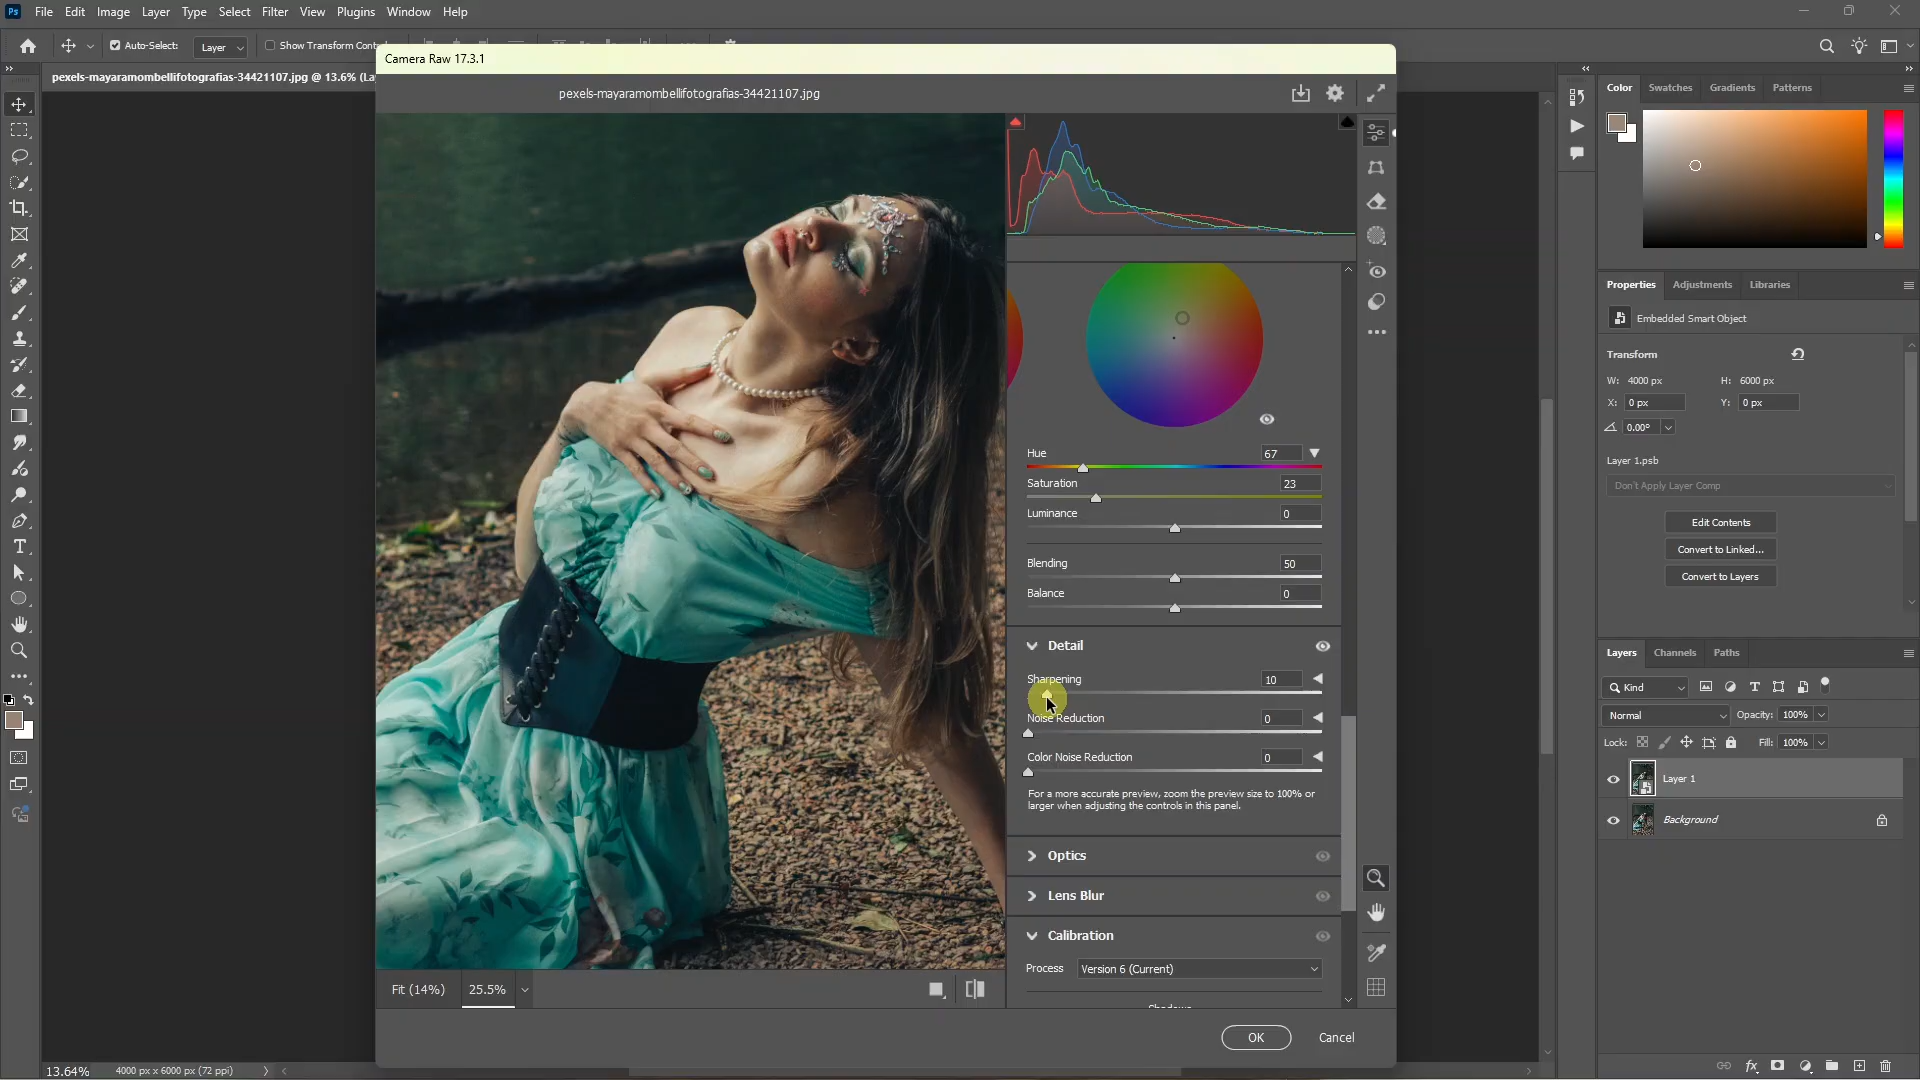 Ps File Edit Image Layer Type Select Filter View Plugins Window Help
Auto-Select: Layer Show Transform Cont
pexels-mayaramombellifotografias-34421107.jpg @ 13.6% (La
Camera Raw 17.3.1
pexels-mayaramombellifotografias-34421107.jpg
Hue 67
Saturation 23
Luminance 0
Blending 50
Balance 0
Detail
Sharpening 10
Noise Reduction 0
Color Noise Reduction 0
For a more accurate preview, zoom the preview size to 100% or
larger when adjusting the controls in this panel.
Optics
Lens Blur
Calibration
Process Version 6 (Current)
Shadows
Fit (14%) 25.5%
OK Cancel
13.64% 4000 px x 6000 px (72 ppi)
Color Swatches Gradients Patterns
Properties Adjustments Libraries
Embedded Smart Object
Transform
W: 4000 px H: 6000 px
X: 0 px Y: 0 px
0.00°
Layer 1.psb
Don't Apply Layer Comp
Edit Contents
Convert to Linked...
Convert to Layers
Layers Channels Paths
Kind
Normal Opacity: 100%
Lock: Fill: 100%
Layer 1
Background